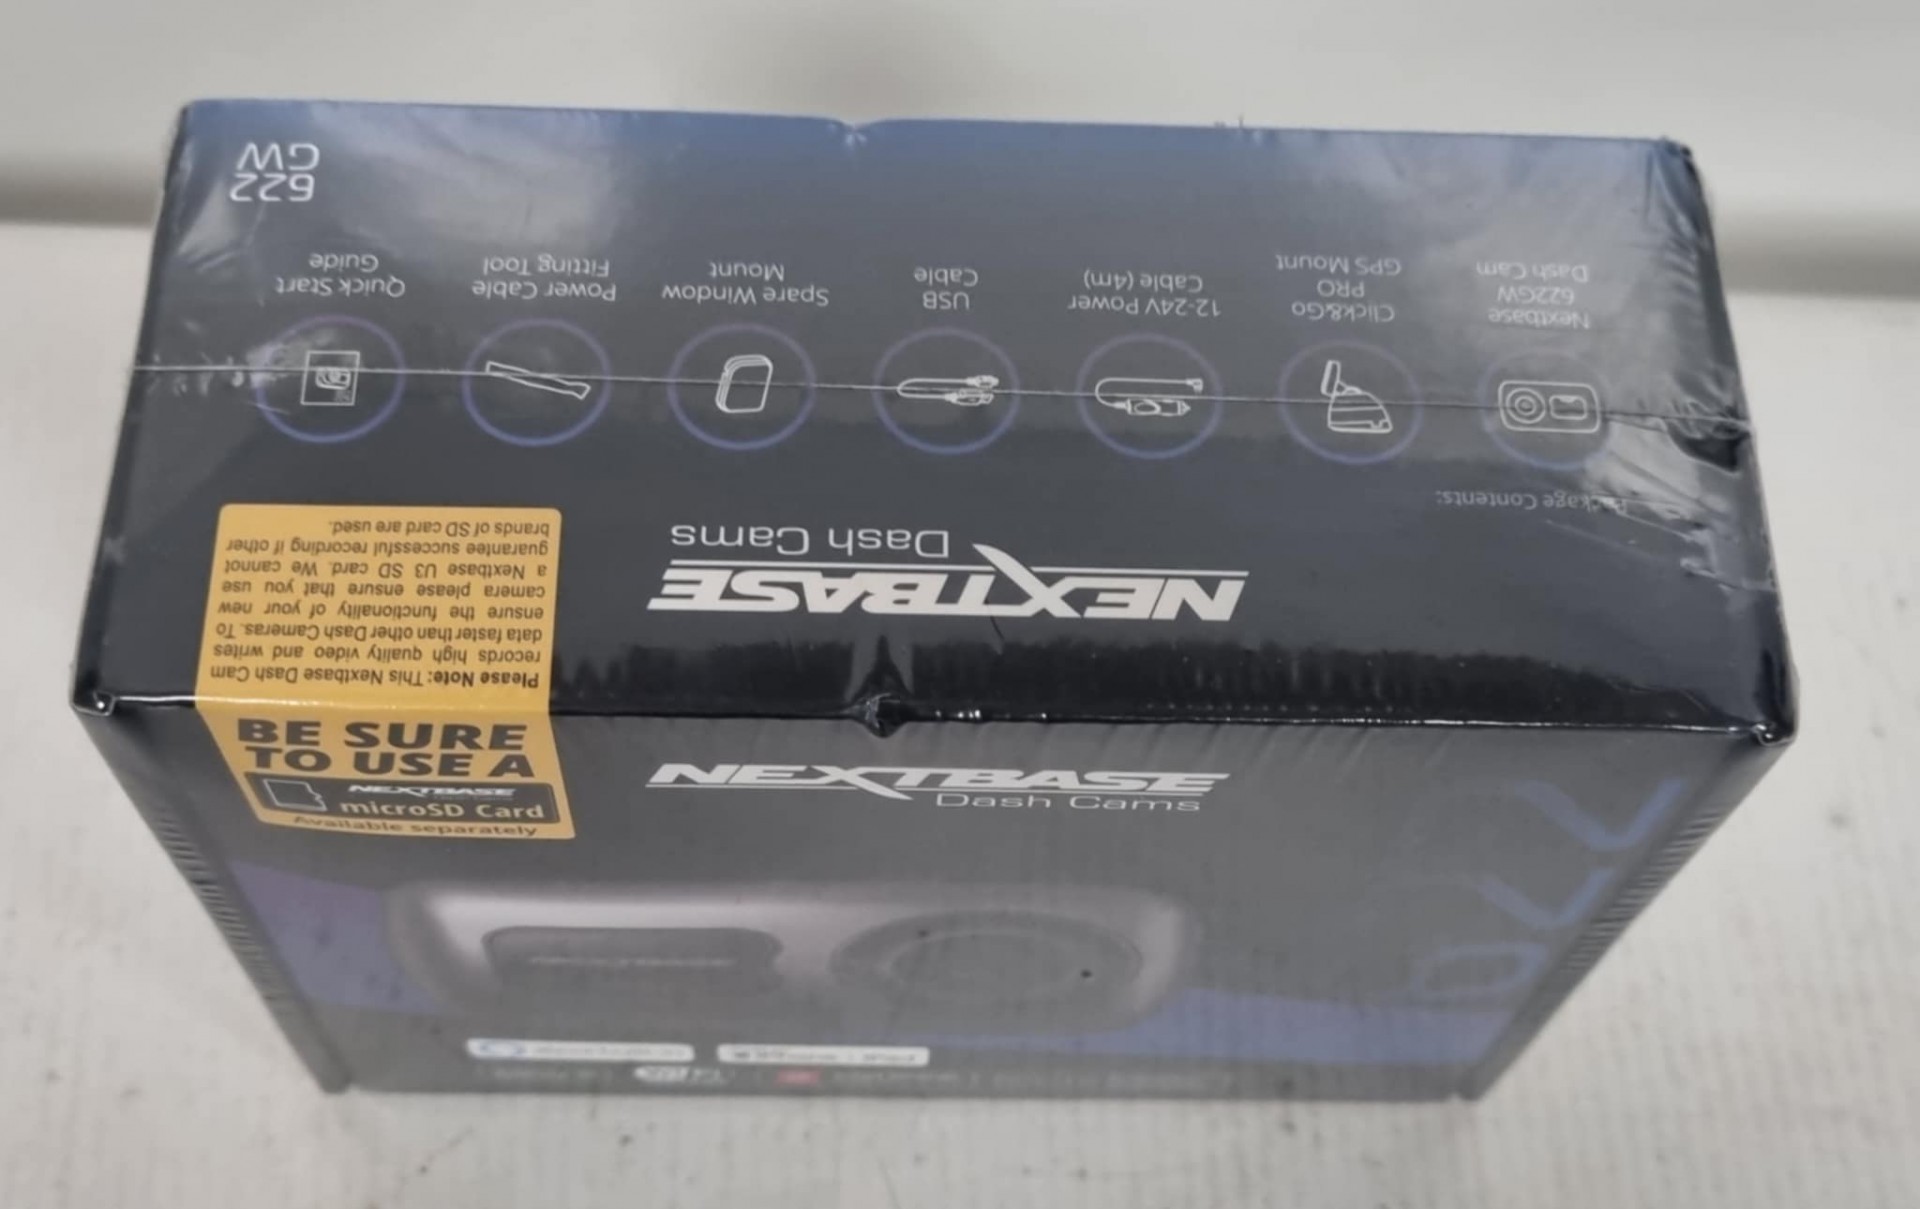 NEXTBASE
Dash Cams
Package Contents:
Nextbase
622GW
Dash Cam
Click&Go
PRO
GPS Mount
12-24V Power
Cable (4m)
USB
Cable
Spare Window
Mount
Power Cable
Fitting Tool
Quick Start
Guide
622
GW
Please Note: This Nextbase Dash Cam
records high quality video and writes
data faster than other Dash Cameras. To
ensure the functionality of your new
camera please ensure that you use
a Nextbase U3 SD card. We cannot
guarantee successful recording if other
brands of SD card are used.
BE SURE
TO USE A
NEXTBASE
microSD Card
Available separately
NEXTBASE
Dash Cams